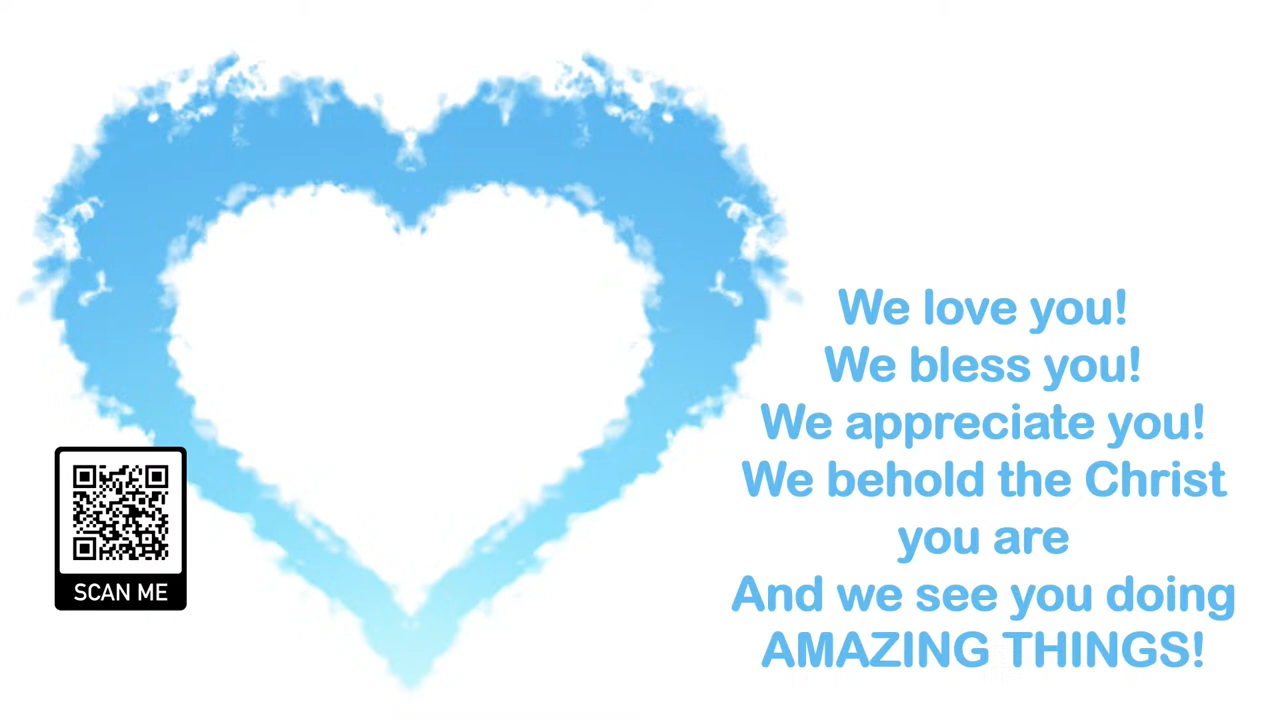 We love you!
We bless you!
We appreciate you!
We behold the Christ
you are
And we see you doing
AMAZING THINGS!
SCAN ME